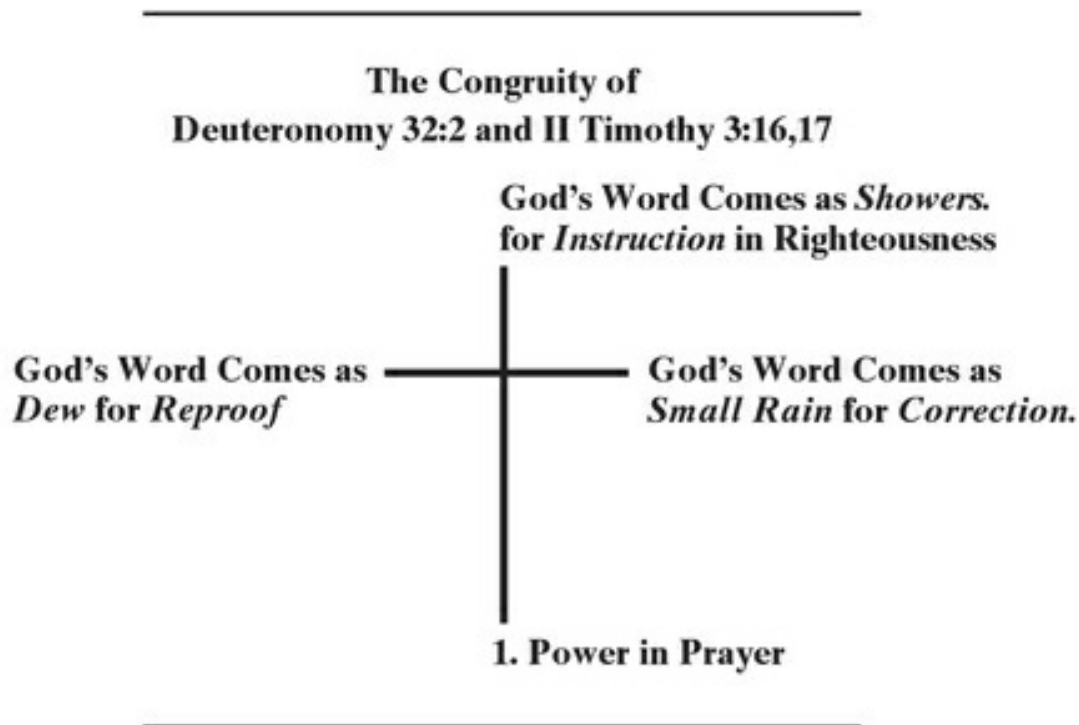 The Congruity of
Deuteronomy 32:2 and II Timothy 3:16,17
God's Word Comes as Showers.
for Instruction in Righteousness
God's Word Comes as
Dew for Reproof
God's Word Comes as
Small Rain for Correction.
1. Power in Prayer